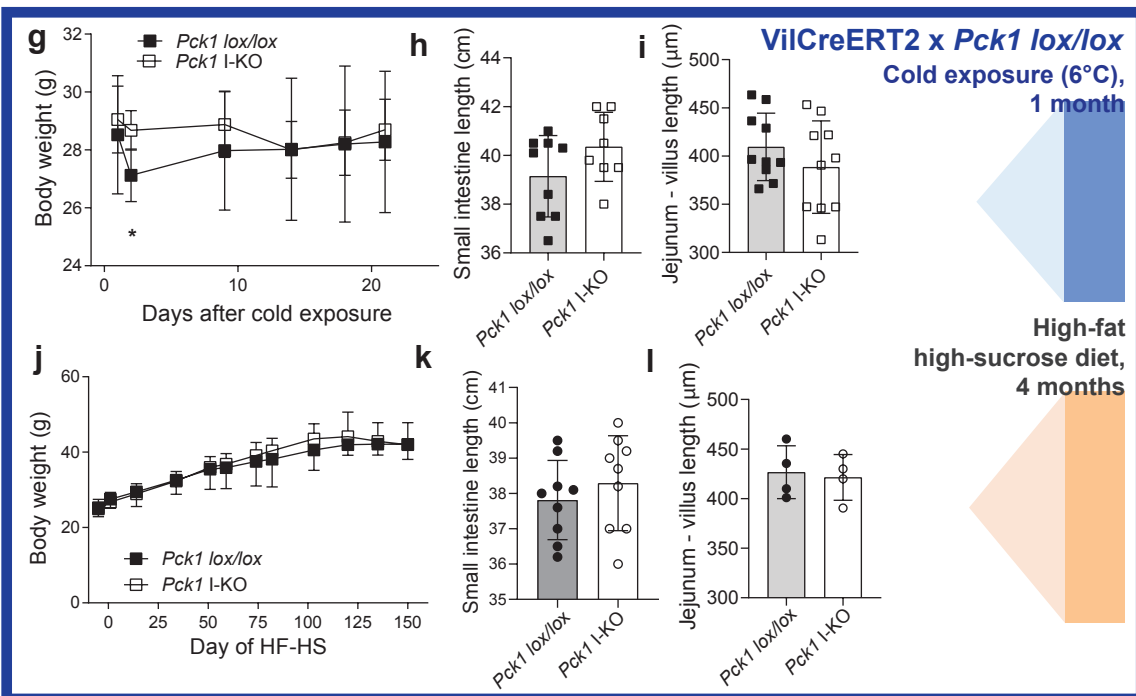 g
32
30
28
26
24
Body weight (g)
Pck1 lox/lox
Pck1 I-KO
*
0
10
20
Days after cold exposure
h
44
42
40
38
36
Small intestine length (cm)
Pck1 lox/lox
Pck1 I-KO
i
500
450
400
350
300
Jejunum - villus length (µm)
Pck1 lox/lox
Pck1 I-KO
VilCreERT2 x Pck1 lox/lox
Cold exposure (6°C),
1 month
j
60
40
20
0
Body weight (g)
Pck1 lox/lox
Pck1 I-KO
0
25
50
75
100
125
150
Day of HF-HS
k
41
40
39
38
37
36
35
Small intestine length (cm)
Pck1 lox/lox
Pck1 I-KO
l
500
450
400
350
300
Jejunum - villus length (µm)
Pck1 lox/lox
Pck1 I-KO
High-fat
high-sucrose diet,
4 months